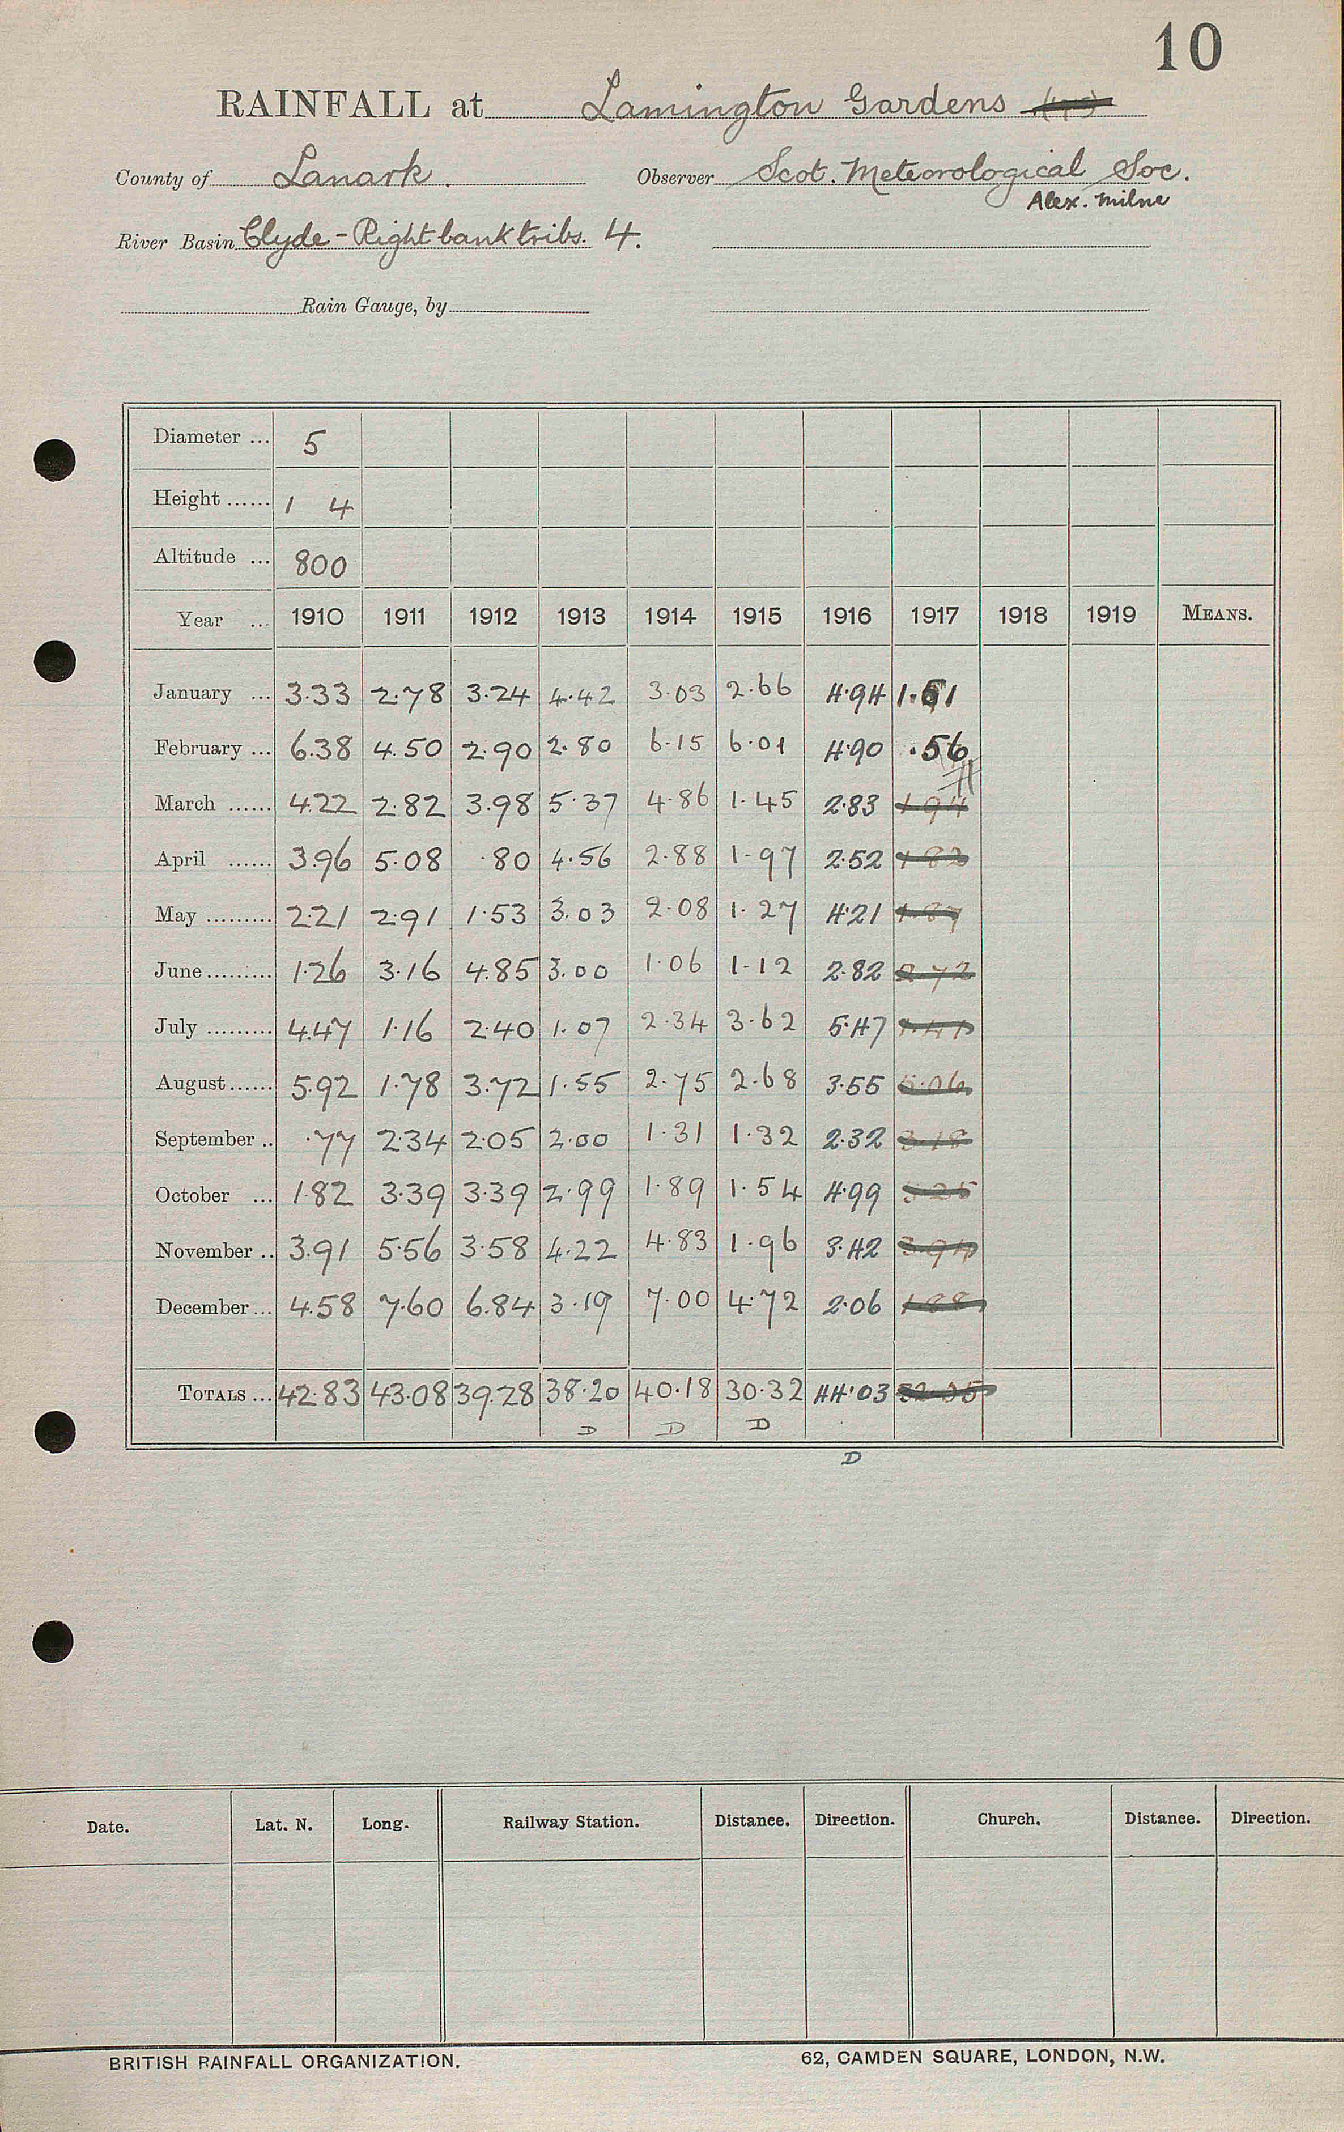 10
RAINFALL at Lamington Gardens
County of Lanark. Observer Scot. Meteorological Soc.
Alex. Milne
River Basin Clyde - Right bank tribs. 4.
Rain Gauge, by
Diameter ... 5
Height ...... 1 4
Altitude ... 800
Year ... 1910 1911 1912 1913 1914 1915 1916 1917 1918 1919 MEANS.
January ... 3.33 2.78 3.24 4.42 3.03 2.66 4.94
February ... 6.38 4.50 2.90 2.80 6.15 6.01 4.90 .56
March ...... 4.22 2.82 3.98 5.37 4.86 1.45 2.83 1.94
April ...... 3.96 5.08 .80 4.56 2.88 1.97 2.52
May ......... 2.21 2.91 1.53 3.03 2.08 1.27 4.21
June ......... 1.26 3.16 4.85 3.00 1.06 1.12 2.82 2.72
July ......... 4.47 1.16 2.40 1.07 2.34 3.62 5.47
August ...... 5.92 1.78 3.72 1.55 2.75 2.68 3.55 5.06
September .. .77 2.34 2.05 2.00 1.31 1.32 2.32 3.18
October ... 1.82 3.39 3.39 2.99 1.89 1.54 4.99
November .. 3.91 5.56 3.58 4.22 4.83 1.96 3.42 3.94
December ... 4.58 7.60 6.84 3.19 7.00 4.72 2.06
TOTALS ... 42.83 43.08 39.28 38.20 40.18 30.32 44.03
D D D
D
Date. Lat. N. Long. Railway Station. Distance. Direction. Church. Distance. Direction.
BRITISH RAINFALL ORGANIZATION. 62, CAMDEN SQUARE, LONDON, N.W.